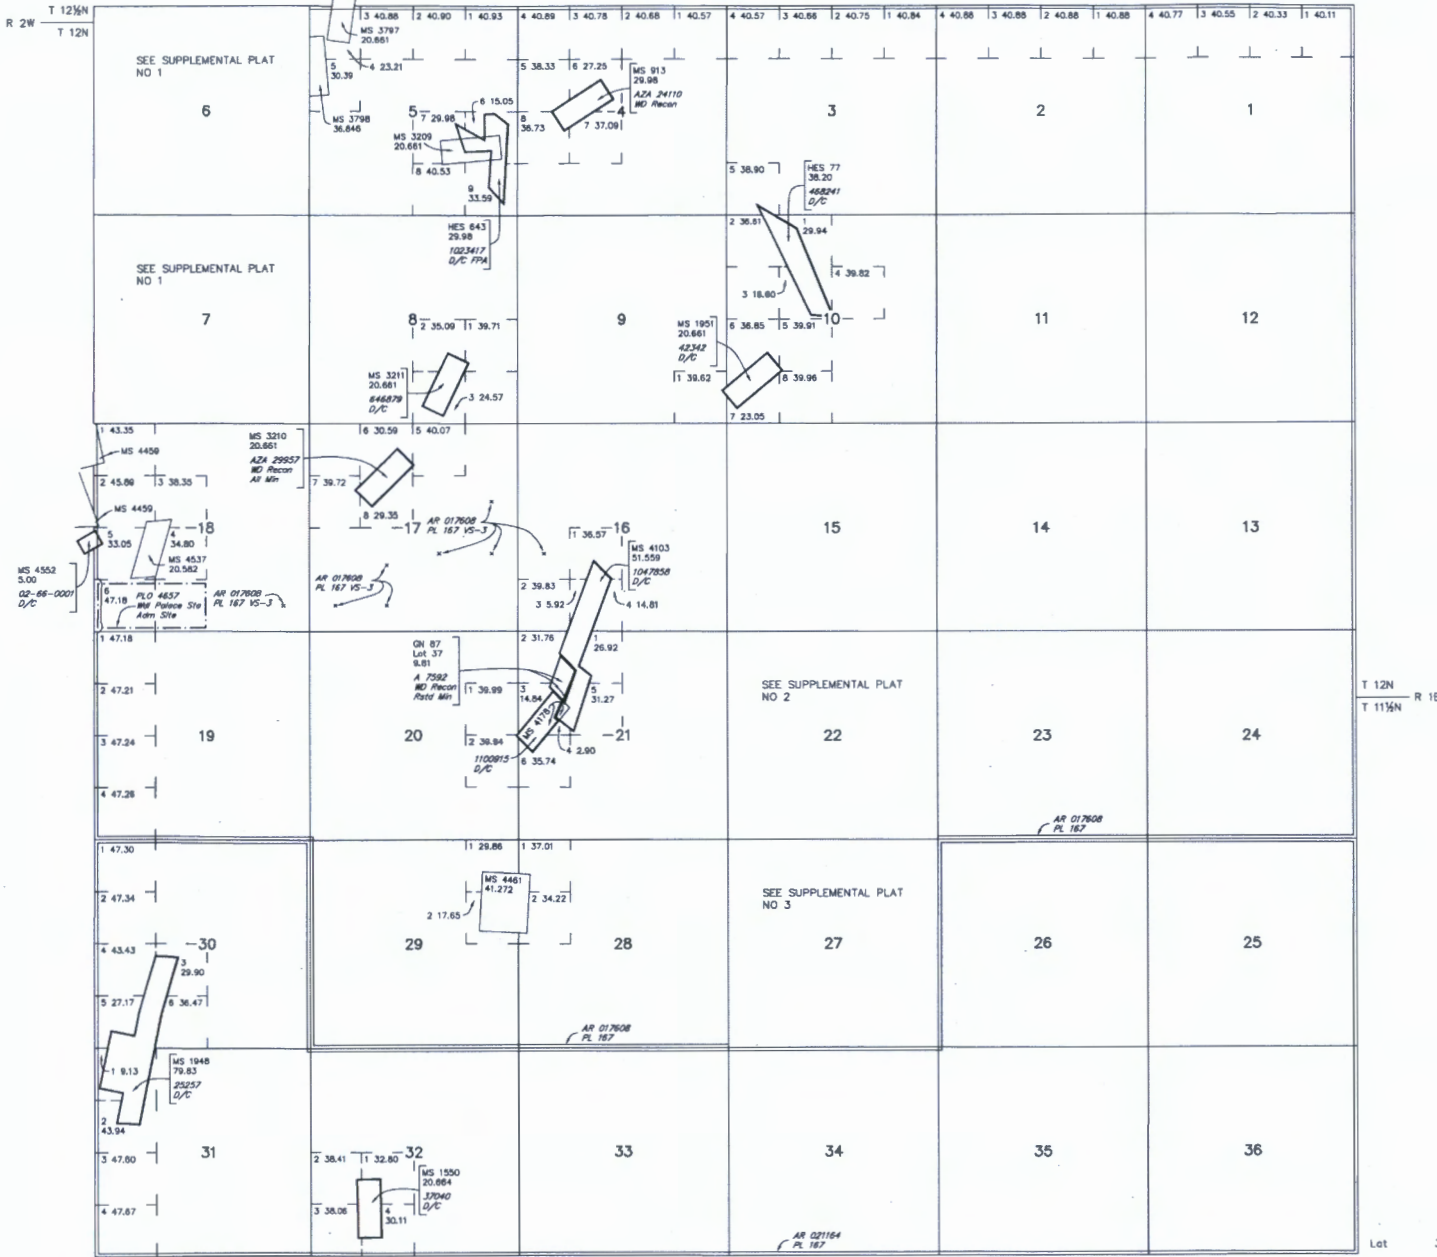 T 12½N
R 2W
T 12N
3 40.88
2 40.90
1 40.93
4 40.89
3 40.78
2 40.68
1 40.57
4 40.57
3 40.66
2 40.75
1 40.84
4 40.88
3 40.88
2 40.88
1 40.88
4 40.77
3 40.55
2 40.33
1 40.11
MS 3797
20.661
SEE SUPPLEMENTAL PLAT
NO 1
6
5
30.39
4 23.21
MS 3798
36.846
5
6 15.05
7 29.98
MS 3209
20.661
8 40.53
9
33.59
5 38.33
6 27.25
8
36.73
7 37.09
4
MS 913
29.98
AZA 24110
WD Recon
3
2
1
5 38.90
HES 77
38.20
468241
D/C
HES 643
29.98
1023417
D/C FPA
2 36.81
1
29.94
4 39.82
3 18.60
SEE SUPPLEMENTAL PLAT
NO 1
7
8
2 35.09
1 39.71
9
MS 1951
20.661
42342
D/C
6 36.85
5 39.91
10
11
12
MS 3211
20.661
646879
D/C
3 24.57
1 39.62
8 39.96
7 23.05
1 43.35
MS 4459
2 45.89
3 38.35
MS 3210
20.661
AZA 29957
WD Recon
All Min
6 30.59
5 40.07
7 39.72
8 29.35
17
AR 017608
PL 167 VS-3
MS 4459
18
5
33.05
4
34.80
MS 4537
20.582
MS 4552
5.00
02-66-0001
D/C
6
47.18
PLO 4657
Adm Site
AR 017608
PL 167 VS-3
AR 017608
PL 167 VS-3
1 36.57
16
MS 4103
51.559
1047858
D/C
2 39.83
3 5.92
4 14.81
15
14
13
1 47.18
2 47.21
3 47.24
4 47.26
19
20
GN 87
Lot 37
9.81
A 7592
WD Recon
Rstd Min
2 31.76
1
26.92
1 39.99
3
14.84
5
31.27
MS 4178
2 39.94
1100915
D/C
6 35.74
4 2.90
21
SEE SUPPLEMENTAL PLAT
NO 2
22
23
24
T 12N
R 1E
T 11½N
AR 017608
PL 167
1 47.30
2 47.34
4 43.43
30
3
29.90
5 27.17
6 36.47
1 29.86
1 37.01
MS 4461
41.272
2 34.22
2 17.65
29
28
SEE SUPPLEMENTAL PLAT
NO 3
27
26
25
AR 017608
PL 167
1 9.13
MS 1948
79.83
25257
D/C
2
43.94
3 47.60
4 47.67
31
2 38.41
1 32.80
32
MS 1550
20.664
37040
D/C
3 38.06
4
30.11
33
34
35
36
AR 021164
PL 167
Lot